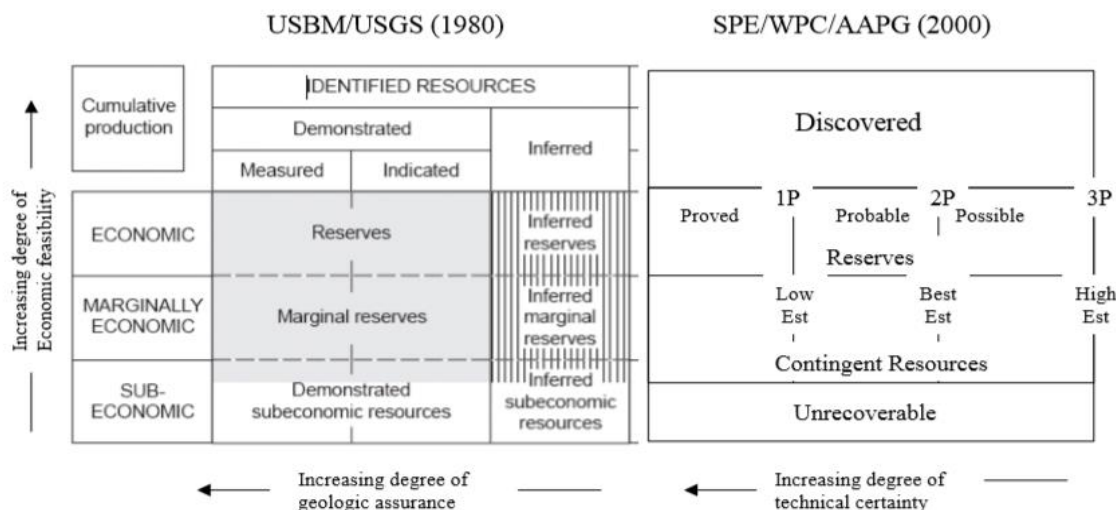 USBM/USGS (1980)
SPE/WPC/AAPG (2000)
Increasing degree of
Economic feasibility
Cumulative
production
IDENTIFIED RESOURCES
Demonstrated
Inferred
Measured
Indicated
ECONOMIC
Reserves
Inferred
reserves
MARGINALLY
ECONOMIC
Marginal reserves
Inferred
marginal
reserves
SUB-
ECONOMIC
Demonstrated
subeconomic resources
Inferred
subeconomic
resources
Discovered
1P
2P
3P
Proved
Probable
Possible
Reserves
Low
Est
Best
Est
High
Est
Contingent Resources
Unrecoverable
Increasing degree of
geologic assurance
Increasing degree of
technical certainty